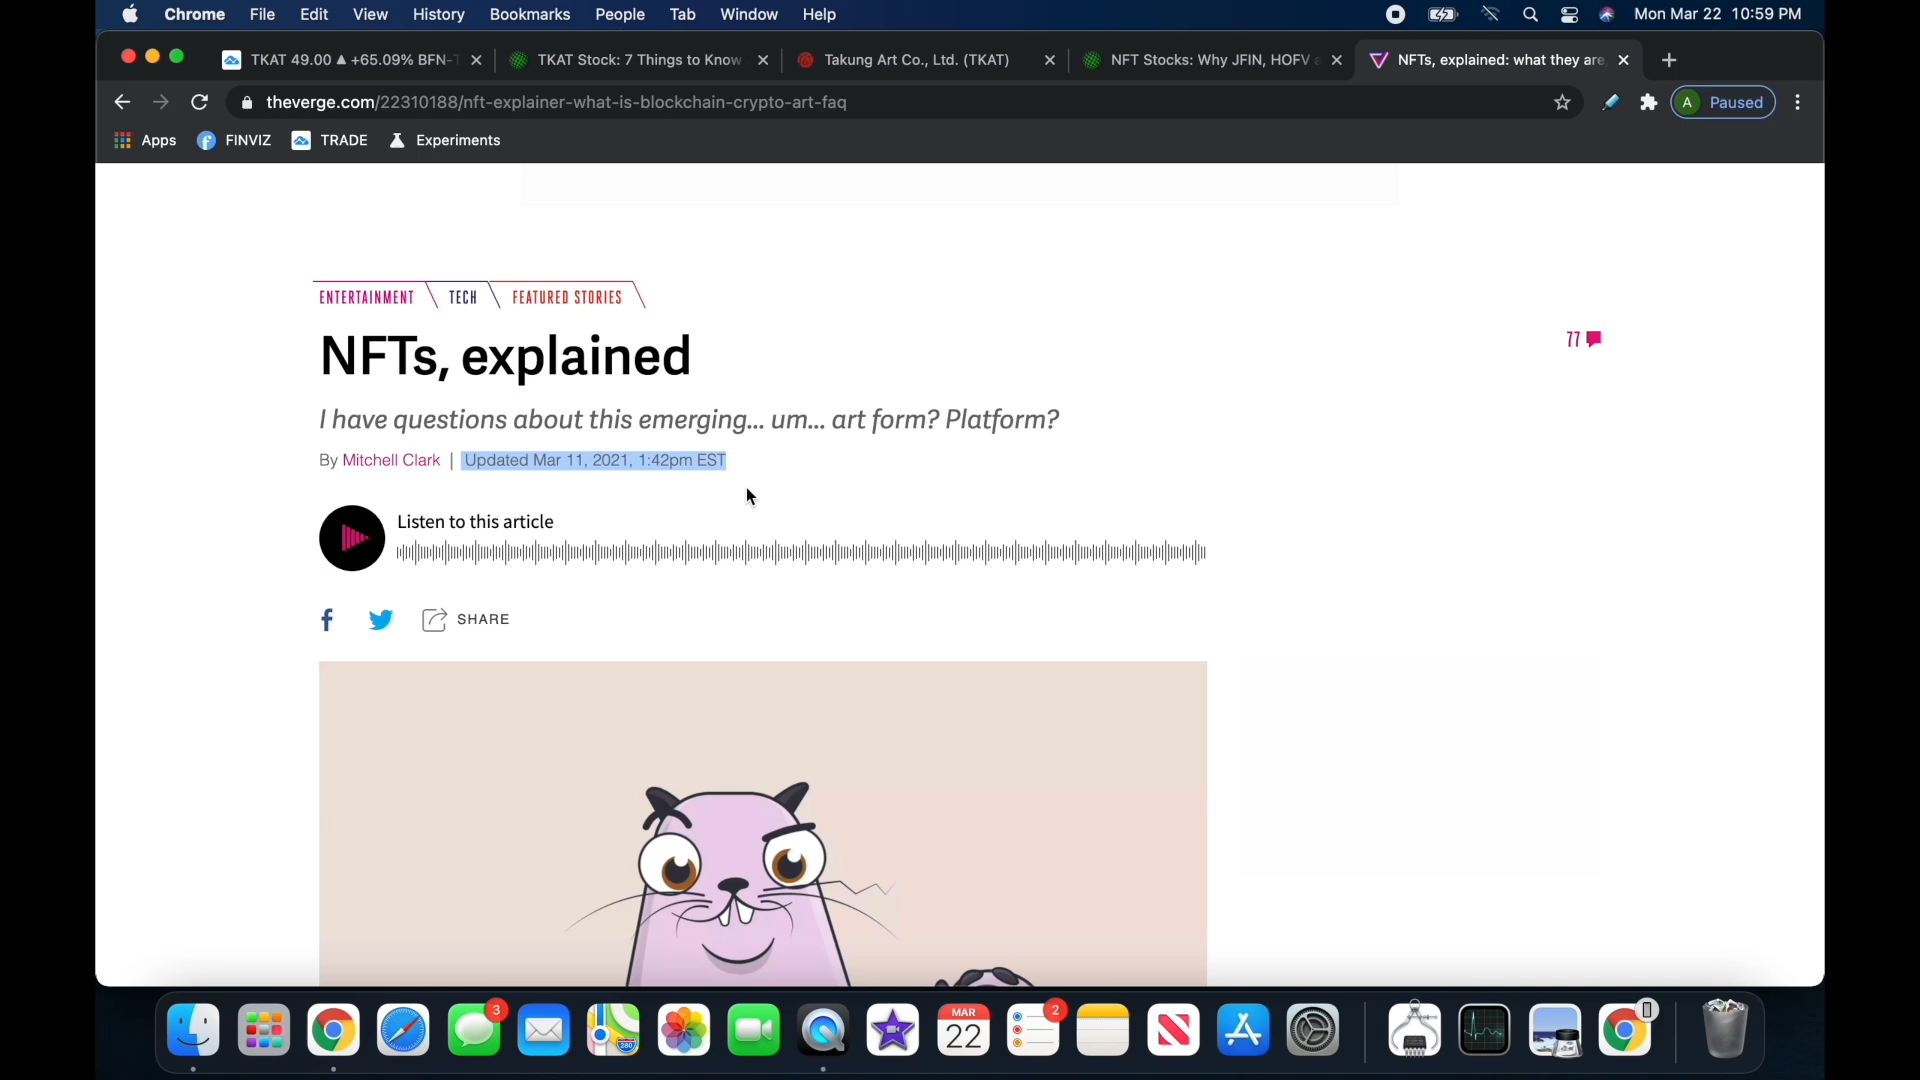 Chrome File Edit View History Bookmarks People Tab Window Help Mon Mar 22 10:59 PM
TKAT 49.00 ▲ +65.09% BFN- TKAT Stock: 7 Things to Know Takung Art Co., Ltd. (TKAT) NFT Stocks: Why JFIN, HOFV a NFTs, explained: what they are,
theverge.com/22310188/nft-explainer-what-is-blockchain-crypto-art-faq A Paused
Apps FINVIZ TRADE Experiments
ENTERTAINMENT TECH FEATURED STORIES
NFTs, explained
77
I have questions about this emerging... um... art form? Platform?
By Mitchell Clark | Updated Mar 11, 2021, 1:42pm EST
Listen to this article
SHARE
3
MAR
22
2
280